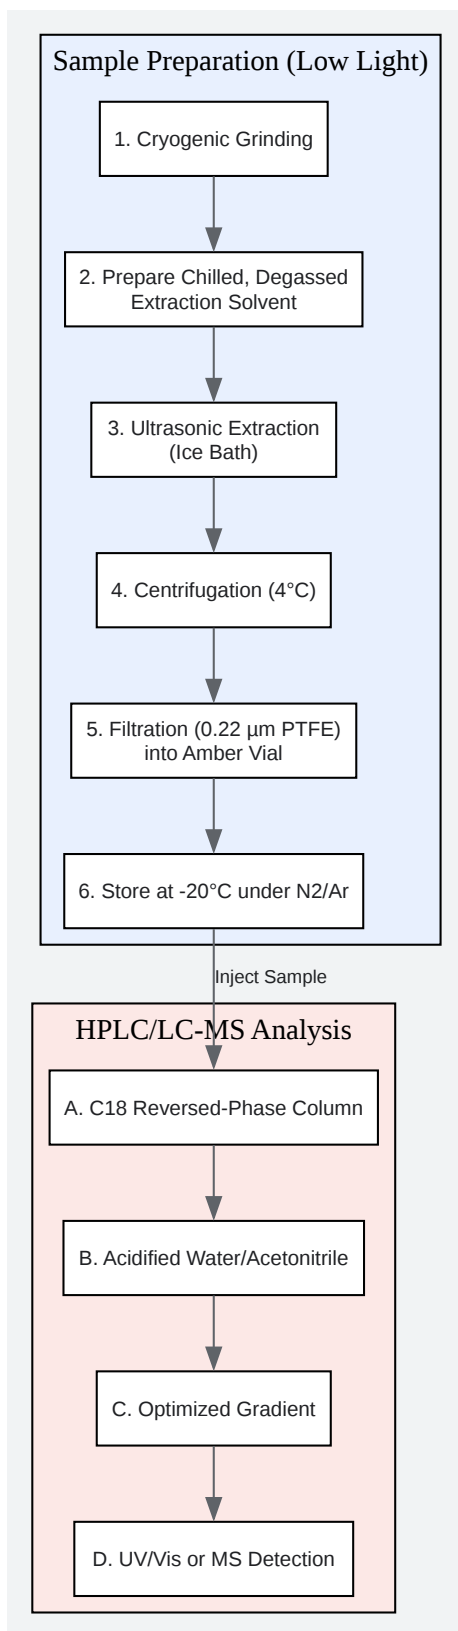 Sample Preparation (Low Light)
1. Cryogenic Grinding
2. Prepare Chilled, Degassed
Extraction Solvent
3. Ultrasonic Extraction
(Ice Bath)
4. Centrifugation (4°C)
5. Filtration (0.22 µm PTFE)
into Amber Vial
6. Store at -20°C under N2/Ar
Inject Sample
HPLC/LC-MS Analysis
A. C18 Reversed-Phase Column
B. Acidified Water/Acetonitrile
C. Optimized Gradient
D. UV/Vis or MS Detection